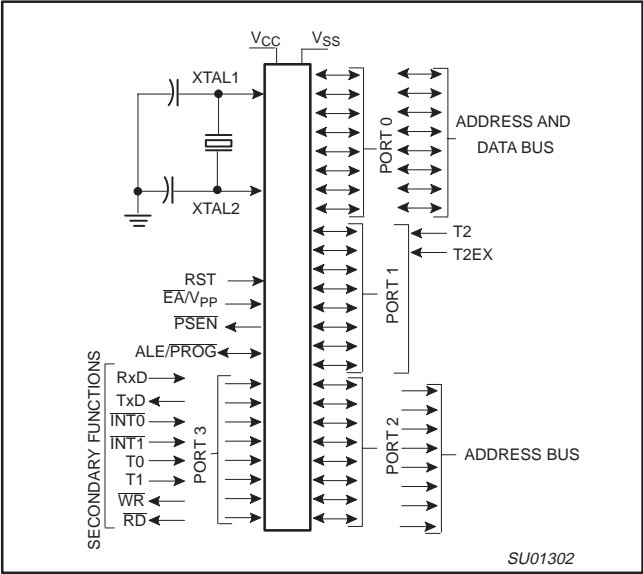 VCC
VSS
XTAL1
XTAL2
PORT 0
ADDRESS AND
DATA BUS
T2
T2EX
PORT 1
RST
EA/VPP
PSEN
ALE/PROG
SECONDARY FUNCTIONS
RxD
TxD
INT0
INT1
T0
T1
WR
RD
PORT 3
PORT 2
ADDRESS BUS
SU01302